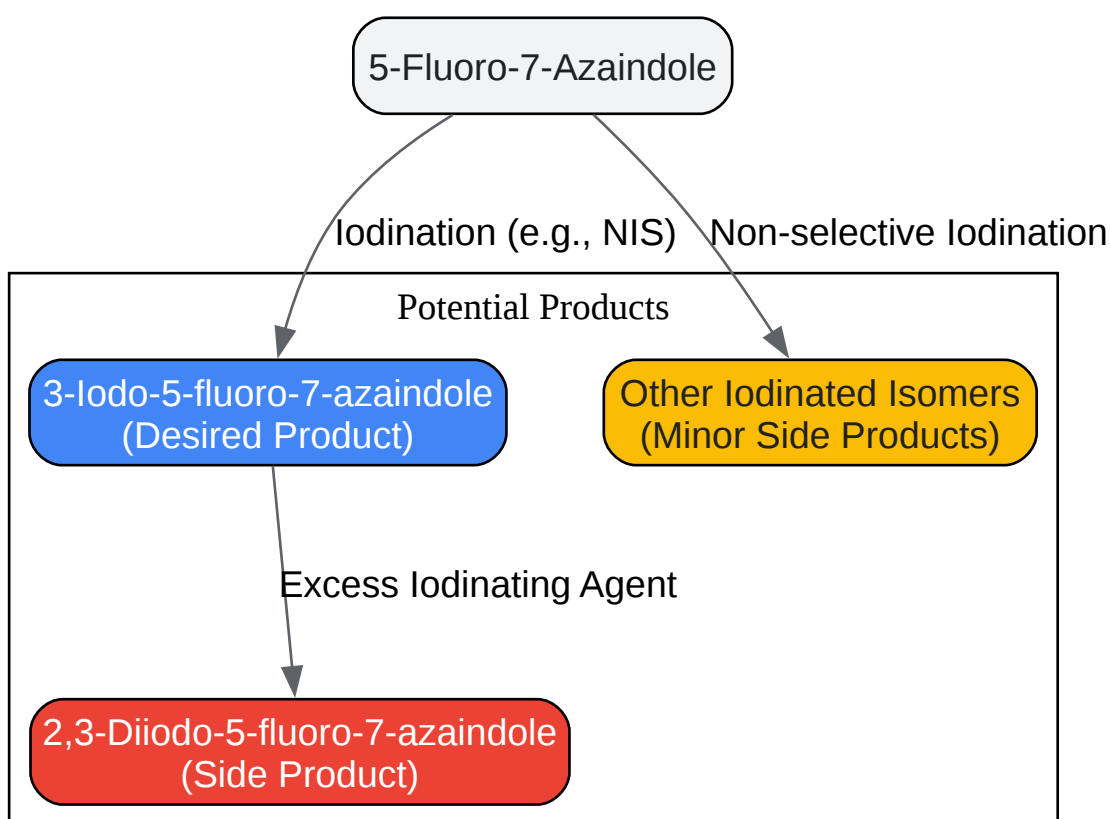 5-Fluoro-7-Azaindole
Iodination (e.g., NIS)
Non-selective Iodination
Potential Products
3-Iodo-5-fluoro-7-azaindole
(Desired Product)
Other Iodinated Isomers
(Minor Side Products)
Excess Iodinating Agent
2,3-Diiodo-5-fluoro-7-azaindole
(Side Product)